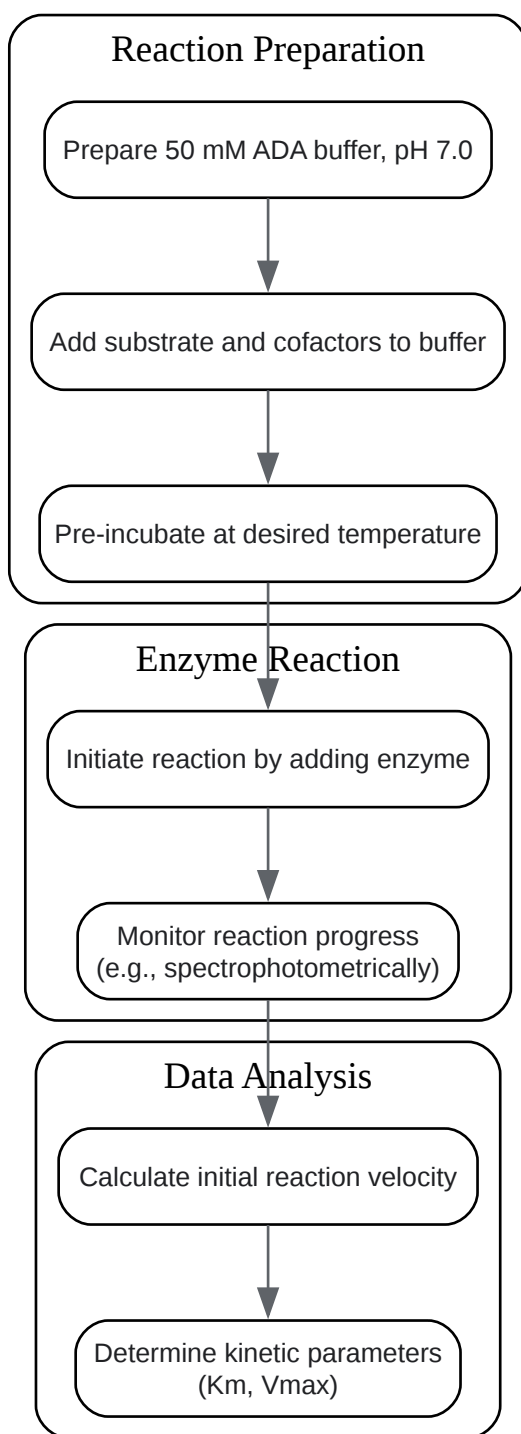 Reaction Preparation
Prepare 50 mM ADA buffer, pH 7.0
Add substrate and cofactors to buffer
Pre-incubate at desired temperature
Enzyme Reaction
Initiate reaction by adding enzyme
Monitor reaction progress
(e.g., spectrophotometrically)
Data Analysis
Calculate initial reaction velocity
Determine kinetic parameters
(Km, Vmax)